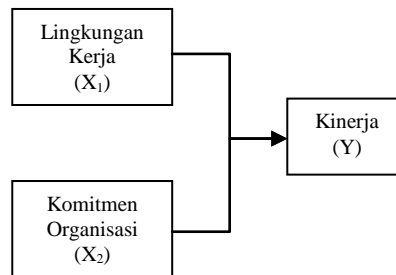 Lingkungan
Kerja
(X₁)
Kinerja
(Y)
Komitmen
Organisasi
(X₂)